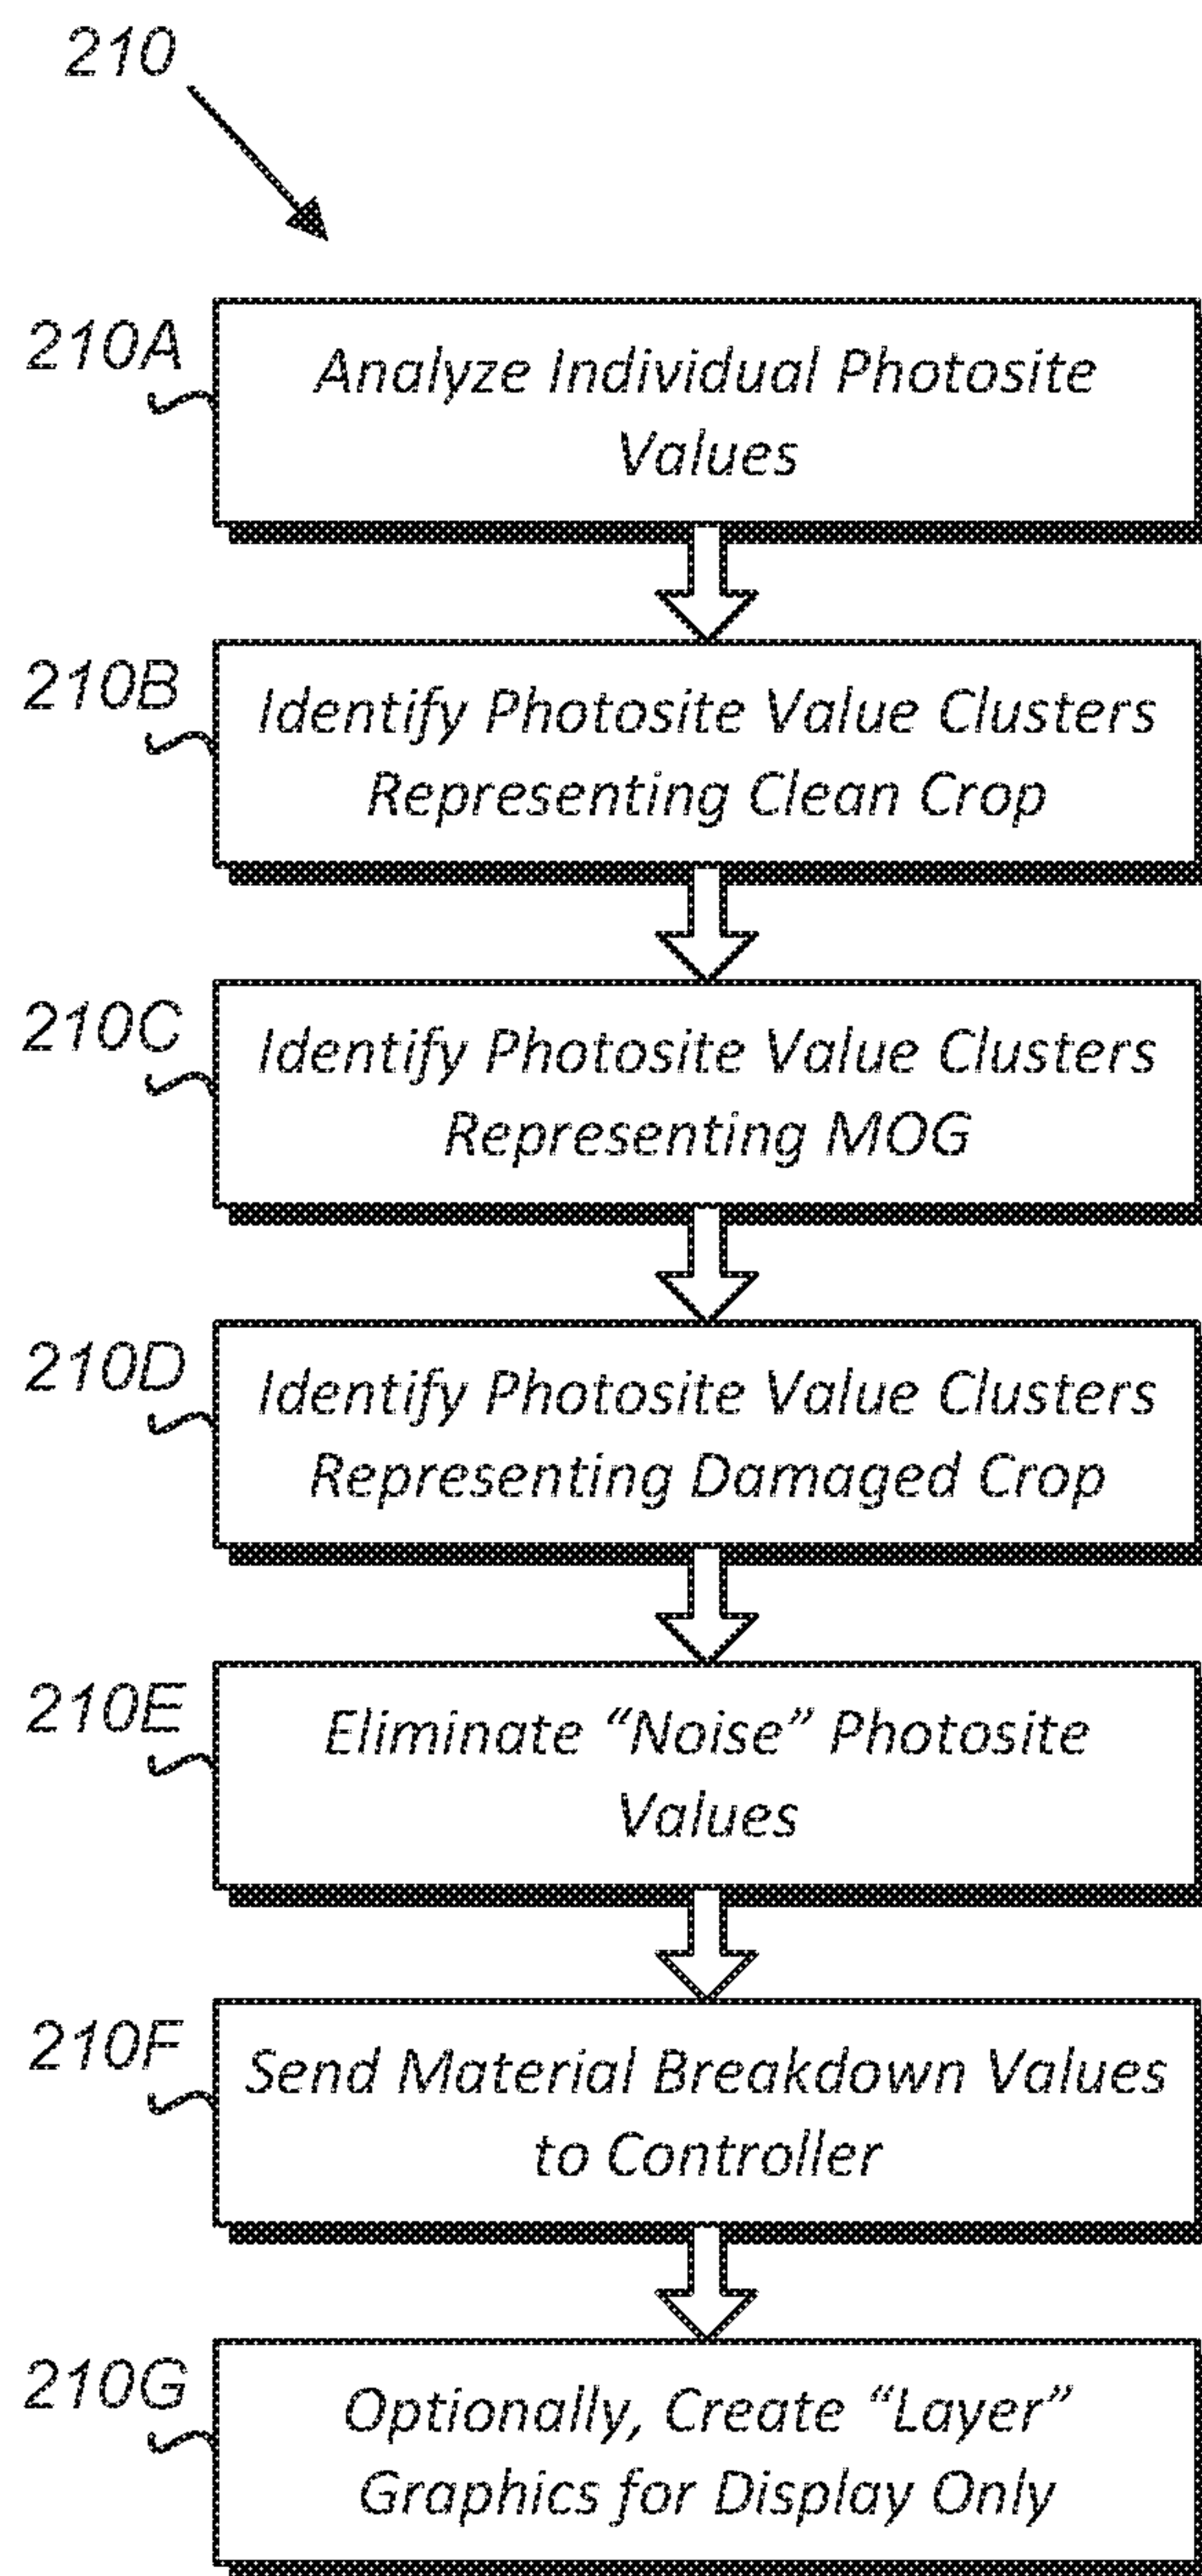 210
210A
Analyze Individual Photosite
Values
210B
Identify Photosite Value Clusters
Representing Clean Crop
210C
Identify Photosite Value Clusters
Representing MOG
210D
Identify Photosite Value Clusters
Representing Damaged Crop
210E
Eliminate “Noise” Photosite
Values
210F
Send Material Breakdown Values
to Controller
210G
Optionally, Create “Layer”
Graphics for Display Only